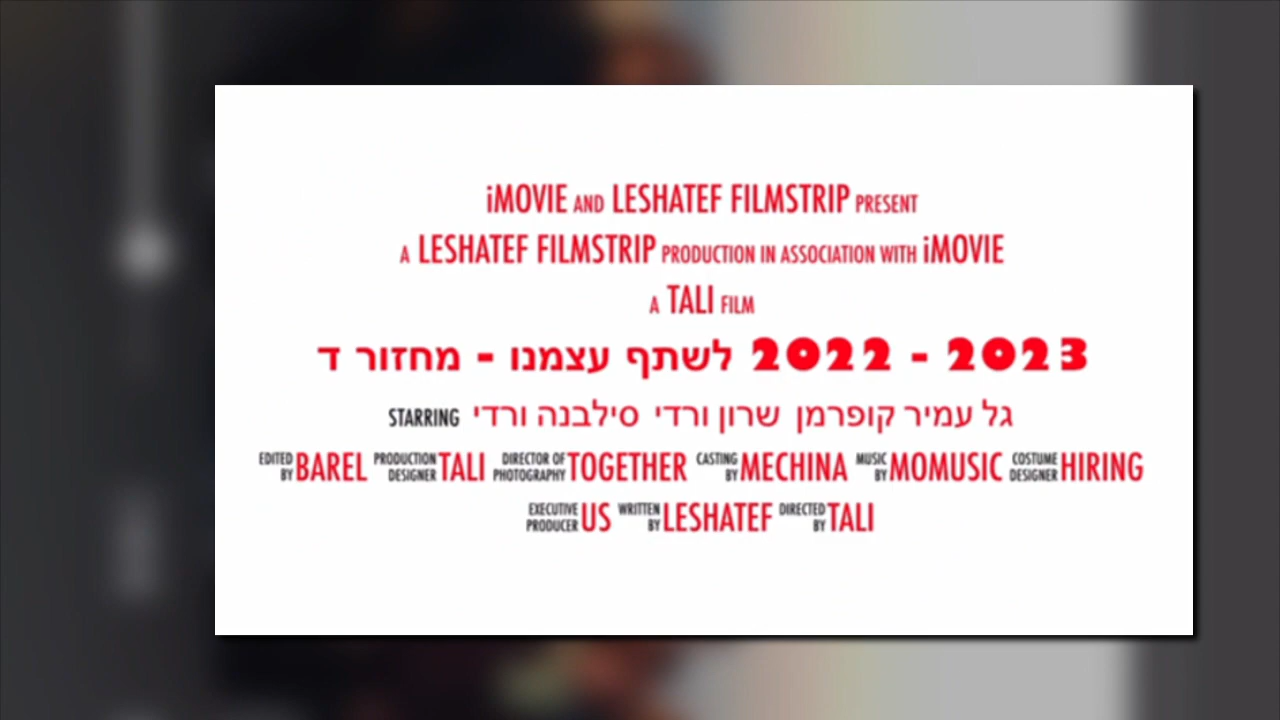 iMOVIE AND LESHATEF FILMSTRIP PRESENT
A LESHATEF FILMSTRIP PRODUCTION IN ASSOCIATION WITH iMOVIE
A TALI FILM
לשתף עצמנו - מחזור ד 2022 - 2023
STARRING גל עמיר קופרמן שרון ורדי סילבנה ורדי
EDITED BY BAREL PRODUCTION DESIGNER TALI DIRECTOR OF PHOTOGRAPHY TOGETHER CASTING BY MECHINA MUSIC BY MOMUSIC COSTUME DESIGNER HIRING
EXECUTIVE PRODUCER US WRITTEN BY LESHATEF DIRECTED BY TALI